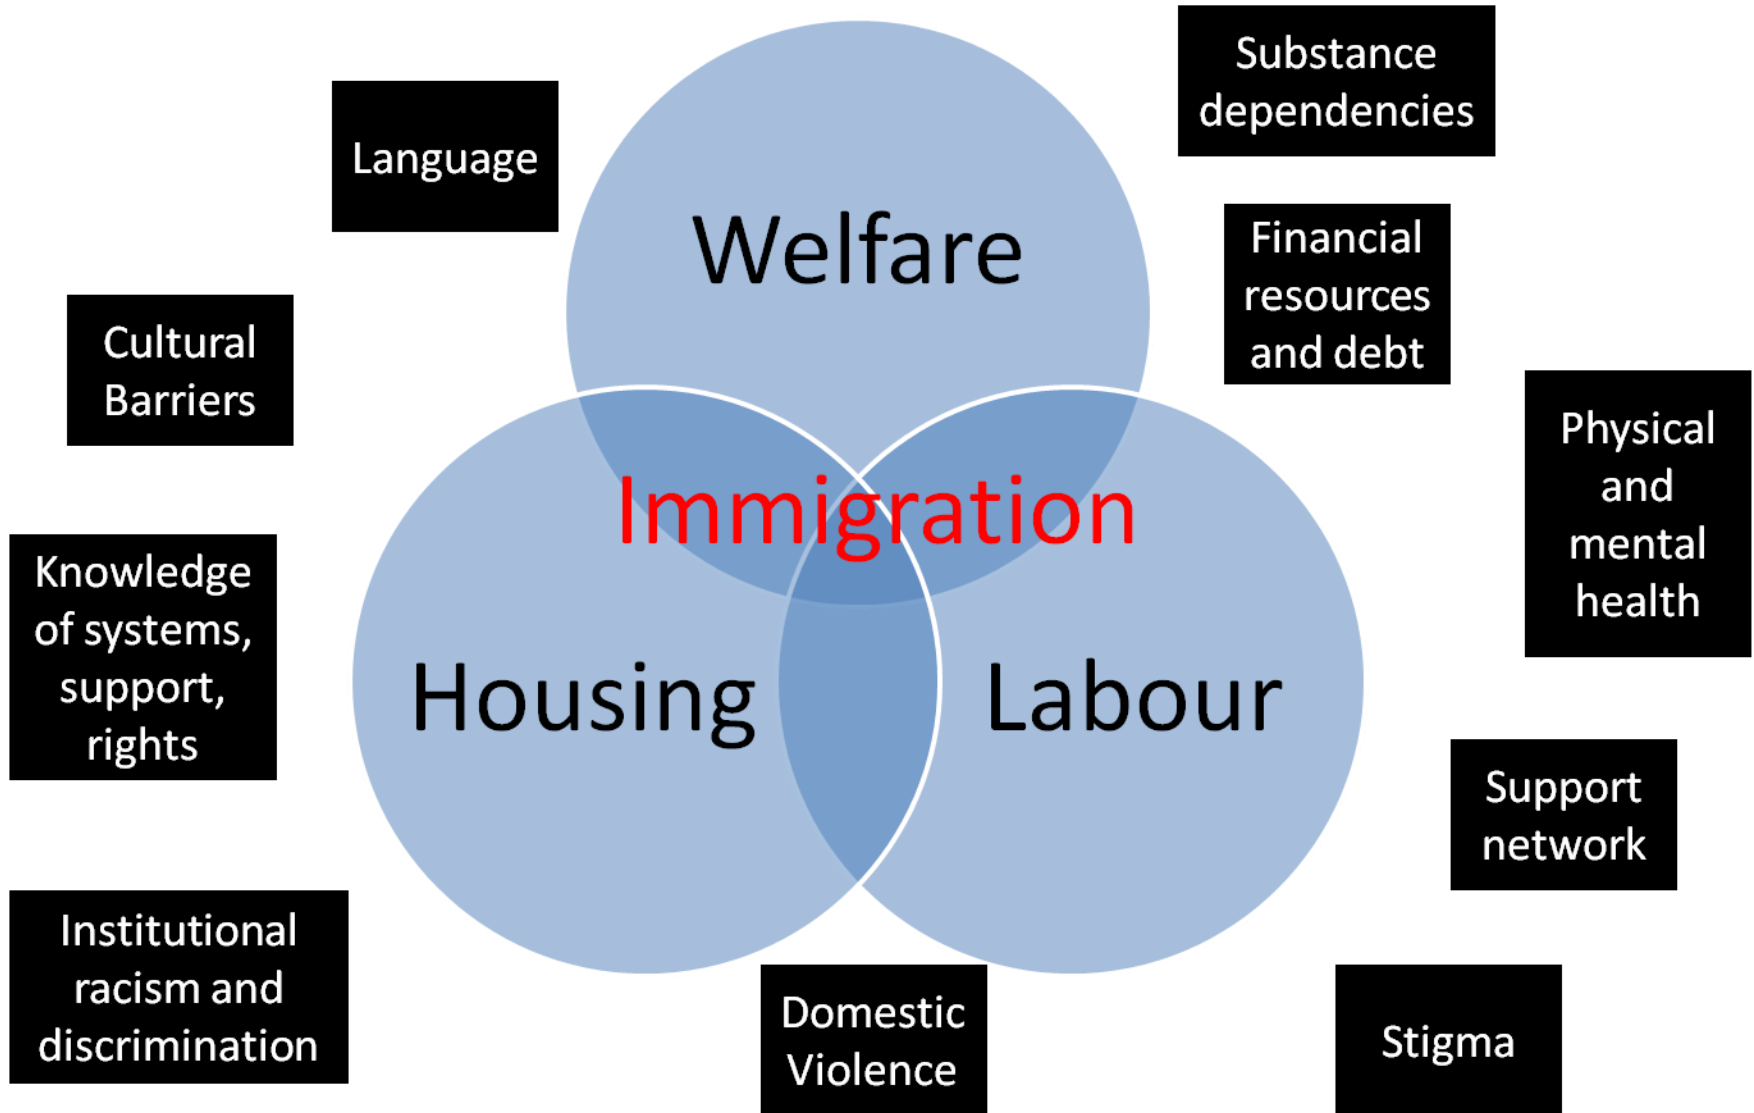 Substance
dependencies
Language
Welfare
Financial
resources
and debt
Cultural
Barriers
Physical
and
mental
health
Immigration
Knowledge
of systems,
support,
rights
Housing
Labour
Support
network
Institutional
racism and
discrimination
Domestic
Violence
Stigma